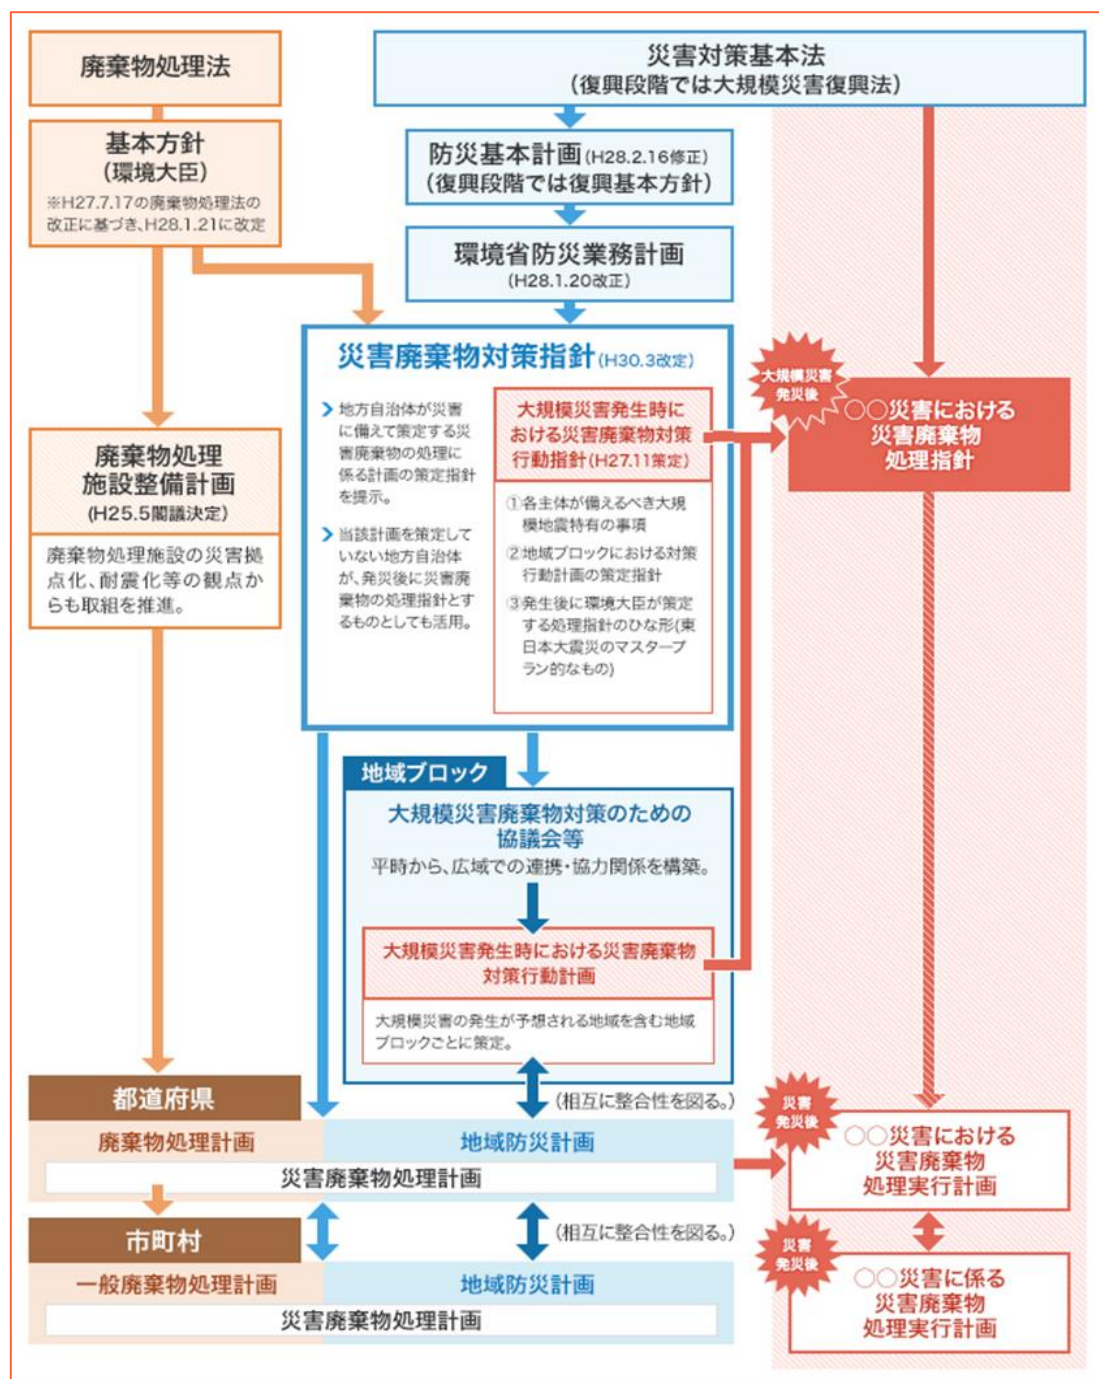 廃棄物処理法
災害対策基本法
(復興段階では大規模災害復興法)
基本方針
(環境大臣)
※H27.7.17の廃棄物処理法の
改正に基づき、H28.1.21に改定
防災基本計画(H28.2.16修正)
(復興段階では復興基本方針)
環境省防災業務計画
(H28.1.20改正)
災害廃棄物対策指針(H30.3改定)
地方自治体が災害
に備えて策定する災
害廃棄物の処理に
係る計画の策定指針
を提示。
当該計画を策定して
いない地方自治体
が、発災後に災害廃
棄物の処理指針とす
るものとしても活用。
大規模災害発生時に
おける災害廃棄物対策
行動指針(H27.11策定)
①各主体が備えるべき大規
模地震特有の事項
②地域ブロックにおける対策
行動計画の策定指針
③発生後に環境大臣が策定
する処理指針のひな形(東
日本大震災のマスタープ
ラン的なもの)
大規模災害
発災後
○○災害における
災害廃棄物
処理指針
廃棄物処理
施設整備計画
(H25.5閣議決定)
廃棄物処理施設の災害拠
点化、耐震化等の観点か
らも取組を推進。
地域ブロック
大規模災害廃棄物対策のための
協議会等
平時から、広域での連携・協力関係を構築。
大規模災害発生時における災害廃棄物
対策行動計画
大規模災害の発生が予想される地域を含む地域
ブロックごとに策定。
(相互に整合性を図る。)
都道府県
廃棄物処理計画
地域防災計画
災害廃棄物処理計画
災害
発災後
○○災害における
災害廃棄物
処理実行計画
(相互に整合性を図る。)
市町村
一般廃棄物処理計画
地域防災計画
災害廃棄物処理計画
災害
発災後
○○災害に係る
災害廃棄物
処理実行計画